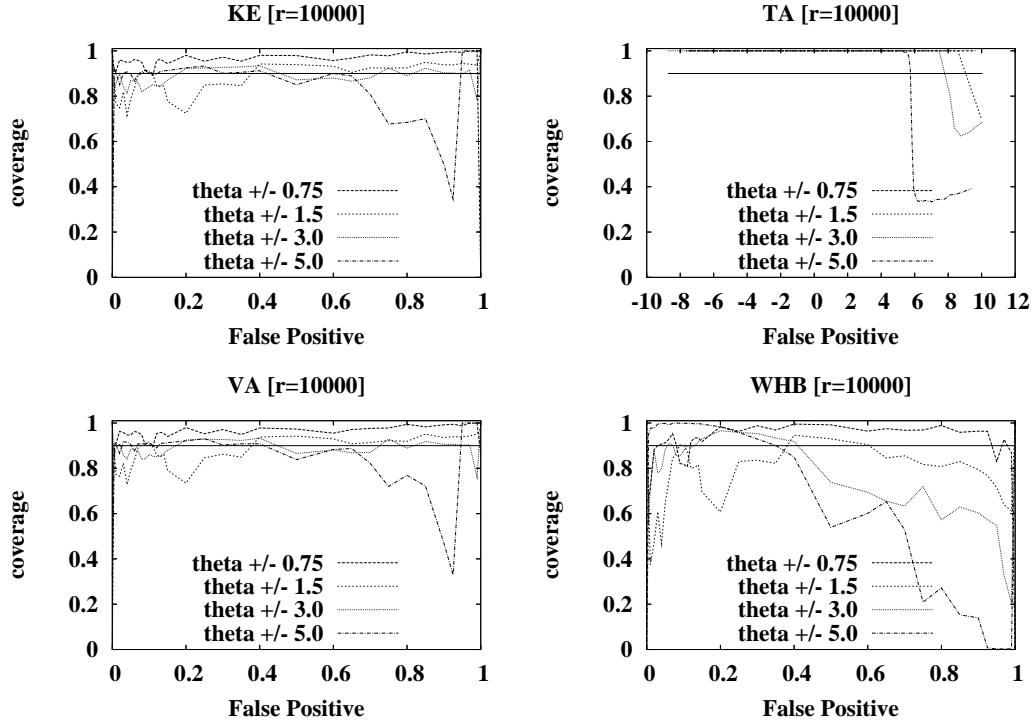 KE [r=10000]
coverage
1
0.8
0.6
0.4
0.2
0
theta +/- 0.75
theta +/- 1.5
theta +/- 3.0
theta +/- 5.0
0 0.2 0.4 0.6 0.8 1
False Positive
TA [r=10000]
coverage
1
0.8
0.6
0.4
0.2
0
theta +/- 0.75
theta +/- 1.5
theta +/- 3.0
theta +/- 5.0
-10 -8 -6 -4 -2 0 2 4 6 8 10 12
False Positive
VA [r=10000]
coverage
1
0.8
0.6
0.4
0.2
0
theta +/- 0.75
theta +/- 1.5
theta +/- 3.0
theta +/- 5.0
0 0.2 0.4 0.6 0.8 1
False Positive
WHB [r=10000]
coverage
1
0.8
0.6
0.4
0.2
0
theta +/- 0.75
theta +/- 1.5
theta +/- 3.0
theta +/- 5.0
0 0.2 0.4 0.6 0.8 1
False Positive